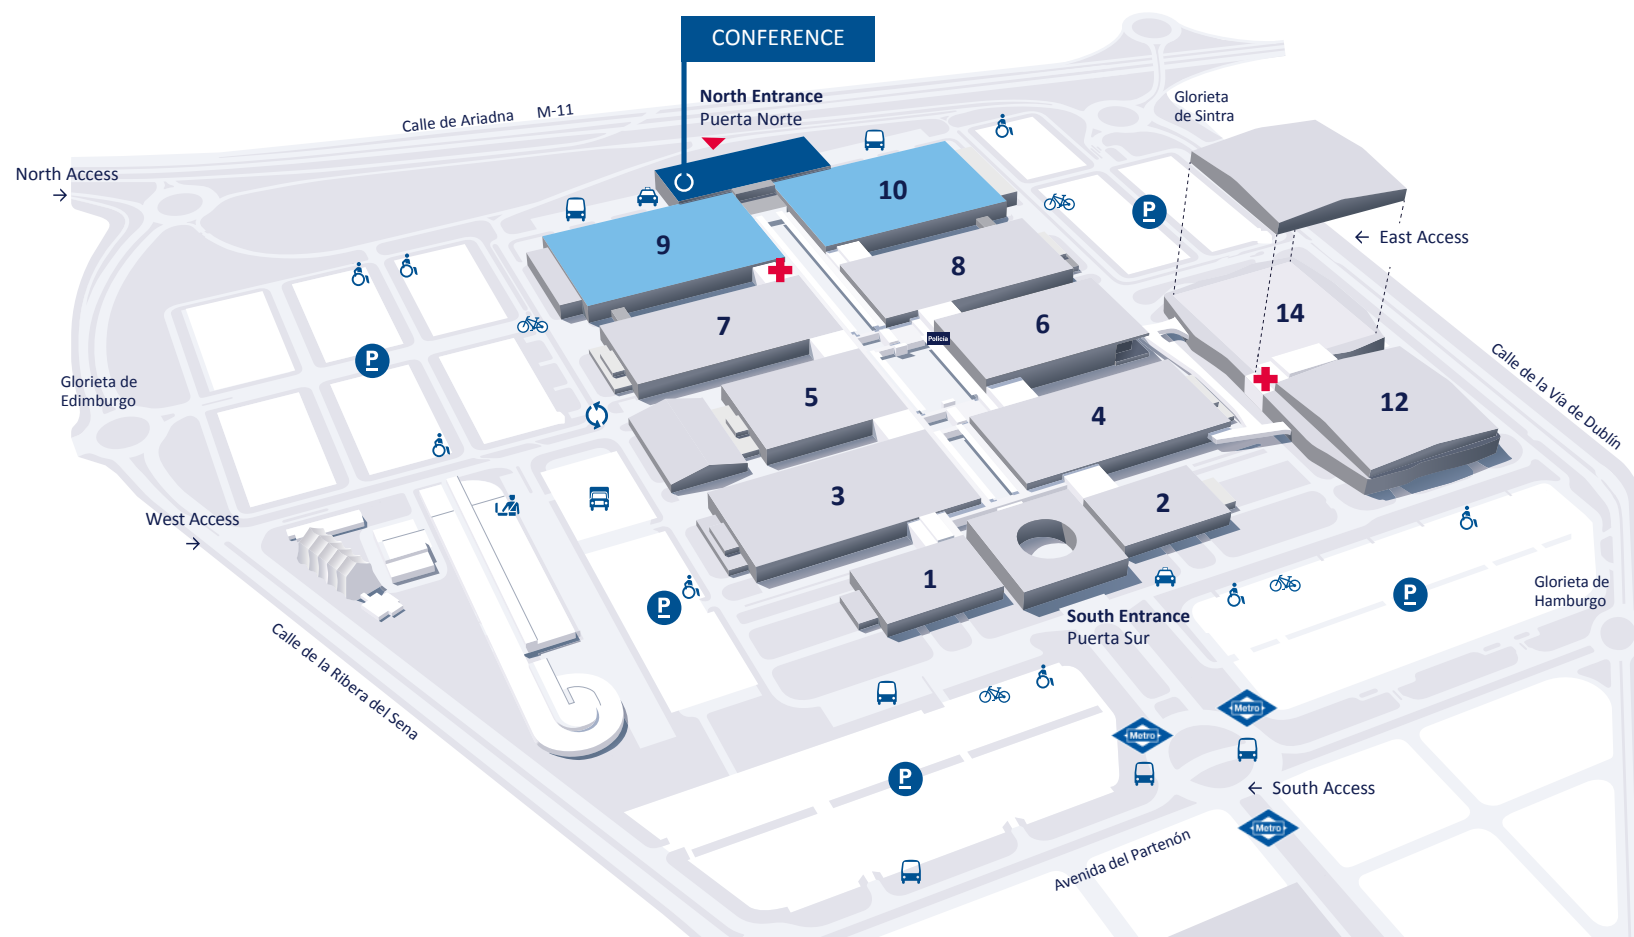 CONFERENCE
North Entrance
Puerta Norte
Calle de Ariadna M-11
Glorieta
de Sintra
North Access
→
10
P
← East Access
9
8
14
7
6
Policía
P
Glorieta de
Edimburgo
Calle de la Vía de Dublín
5
4
12
3
2
West Access
→
1
P
P
Glorieta de
Hamburgo
South Entrance
Puerta Sur
Calle de la Ribera del Sena
Metro
Metro
P
← South Access
Metro
Avenida del Partenón